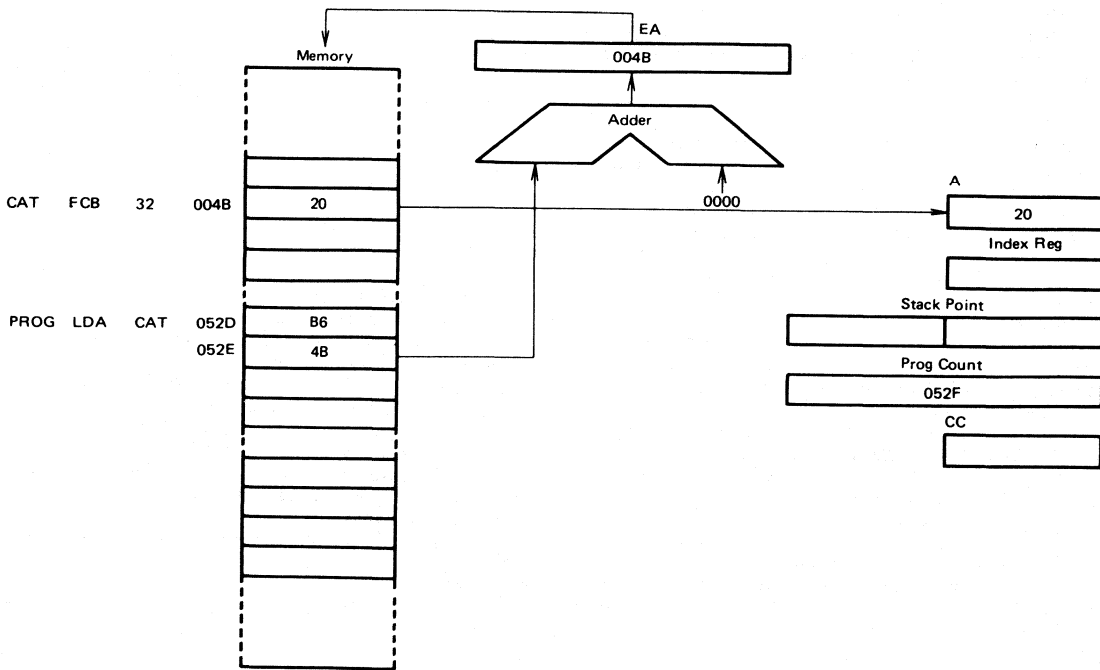 EA
Memory
004B
Adder
A
CAT FCB 32 004B 20
0000
20
Index Reg
Stack Point
PROG LDA CAT 052D B6
052E 4B
Prog Count
052F
CC